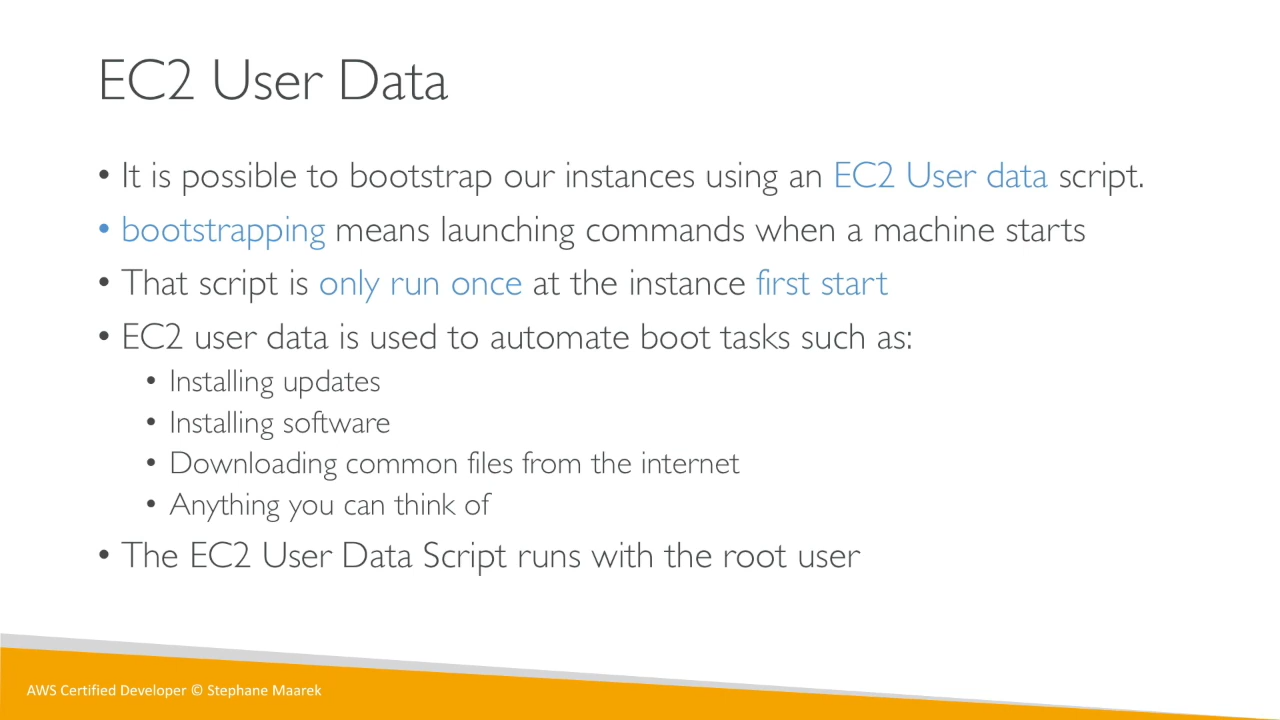 EC2 User Data
• It is possible to bootstrap our instances using an EC2 User data script.
• bootstrapping means launching commands when a machine starts
• That script is only run once at the instance first start
• EC2 user data is used to automate boot tasks such as:
• Installing updates
• Installing software
• Downloading common files from the internet
• Anything you can think of
• The EC2 User Data Script runs with the root user
AWS Certified Developer © Stephane Maarek